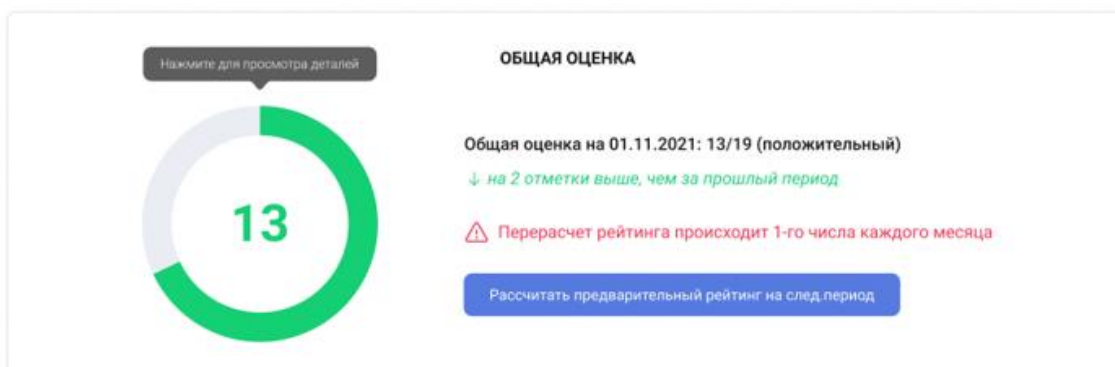 Нажмите для просмотра деталей
ОБЩАЯ ОЦЕНКА
13
Общая оценка на 01.11.2021: 13/19 (положительный)
↓ на 2 отметки выше, чем за прошлый период
Перерасчет рейтинга происходит 1-го числа каждого месяца
Рассчитать предварительный рейтинг на след.период